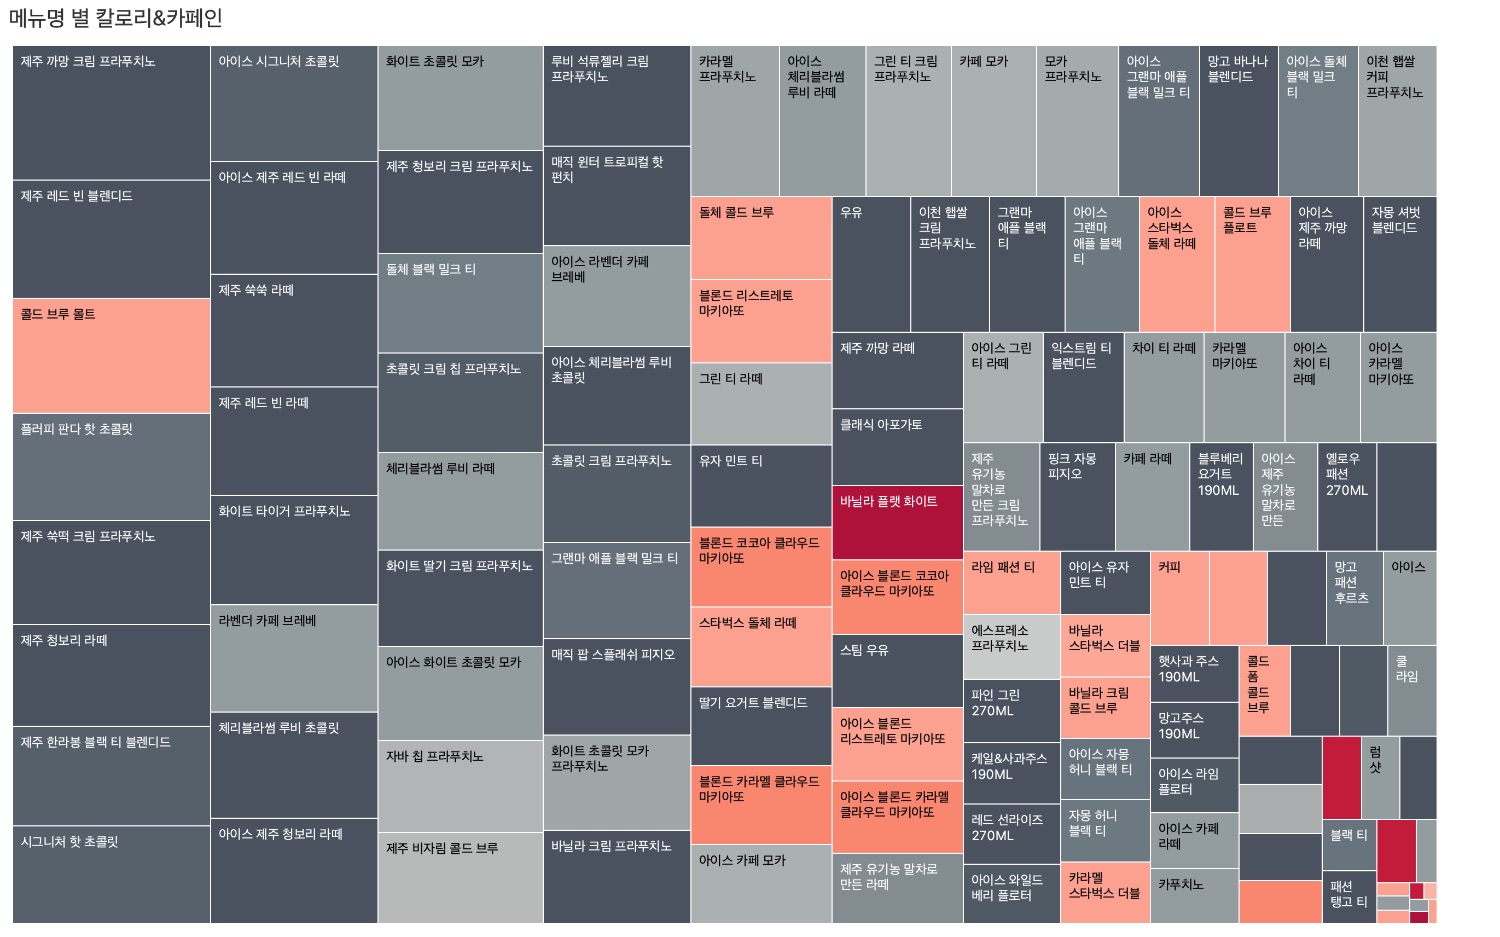 메뉴명 별 칼로리&카페인
제주 까망 크림 프라푸치노
제주 레드 빈 블렌디드
콜드 브루 몰트
플러피 판다 핫 초콜릿
제주 쑥떡 크림 프라푸치노
제주 청보리 라떼
제주 한라봉 블랙 티 블렌디드
시그니처 핫 초콜릿
아이스 시그니처 초콜릿
아이스 제주 레드 빈 라떼
제주 쑥쑥 라떼
제주 레드 빈 라떼
화이트 타이거 프라푸치노
라벤더 카페 브레베
체리블라썸 루비 초콜릿
아이스 제주 청보리 라떼
화이트 초콜릿 모카
제주 청보리 크림 프라푸치노
돌체 블랙 밀크 티
초콜릿 크림 칩 프라푸치노
체리블라썸 루비 라떼
화이트 딸기 크림 프라푸치노
아이스 화이트 초콜릿 모카
자바 칩 프라푸치노
제주 비자림 콜드 브루
루비 석류젤리 크림
프라푸치노
매직 윈터 트로피컬 핫
펀치
아이스 라벤더 카페
브레베
아이스 체리블라썸 루비
초콜릿
초콜릿 크림 프라푸치노
그랜마 애플 블랙 밀크 티
매직 팝 스플래쉬 피지오
화이트 초콜릿 모카
프라푸치노
바닐라 크림 프라푸치노
카라멜
프라푸치노
아이스
체리블라썸
루비 라떼
그린 티 크림
프라푸치노
카페 모카
모카
프라푸치노
아이스
그랜마 애플
블랙 밀크 티
망고 바나나
블렌디드
아이스 돌체
블랙 밀크
티
이천 햅쌀
커피
프라푸치노
돌체 콜드 브루
블론드 리스트레토
마키아또
그린 티 라떼
유자 민트 티
블론드 코코아 클라우드
마키아또
스타벅스 돌체 라떼
딸기 요거트 블렌디드
블론드 카라멜 클라우드
마키아또
아이스 카페 모카
우유
이천 햅쌀
크림
프라푸치노
그랜마
애플 블랙
티
아이스
그랜마
애플 블랙
티
아이스
스타벅스
돌체 라떼
콜드 브루
플로트
아이스
제주 까망
라떼
자몽 셔벗
블렌디드
제주 까망 라떼
클래식 아포가토
바닐라 플랫 화이트
아이스 블론드 코코아
클라우드 마키아또
스팀 우유
아이스 블론드
리스트레토 마키아또
아이스 블론드 카라멜
클라우드 마키아또
제주 유기농 말차로
만든 라떼
아이스 그린
티 라떼
익스트림 티
블렌디드
차이 티 라떼
카라멜
마키아또
아이스
차이 티
라떼
아이스
카라멜
마키아또
제주
유기농
말차로
만든 크림
프라푸치노
핑크 자몽
피지오
카페 라떼
블루베리
요거트
190ML
아이스
제주
유기농
말차로
만든
옐로우
패션
270ML
라임 패션 티
에스프레소
프라푸치노
파인 그린
270ML
케일&사과주스
190ML
레드 선라이즈
270ML
아이스 와일드
베리 플로터
아이스 유자
민트 티
바닐라
스타벅스 더블
바닐라 크림
콜드 브루
아이스 자몽
허니 블랙 티
자몽 허니
블랙 티
카라멜
스타벅스 더블
커피
망고
패션
후르츠
아이스
햇사과 주스
190ML
망고주스
190ML
아이스 라임
플로터
아이스 카페
라떼
카푸치노
콜드
폼
콜드
브루
쿨
라임
럼
샷
블랙 티
패션
탱고 티